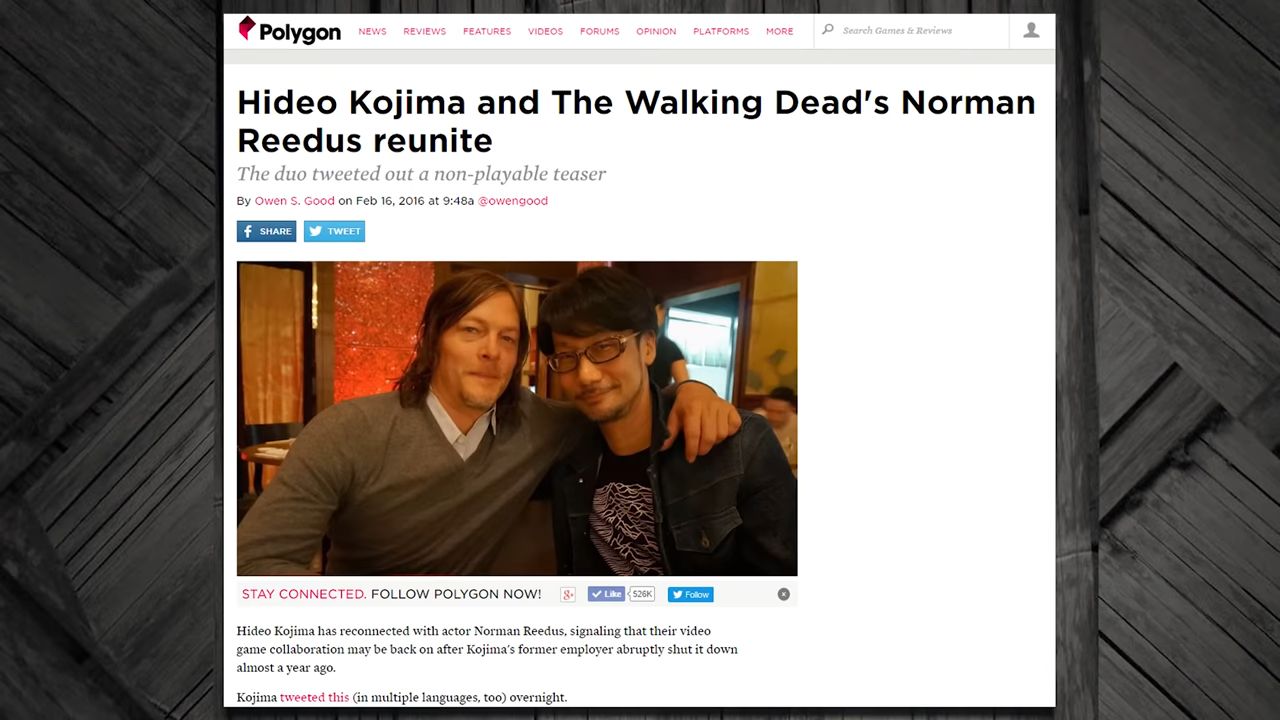 Polygon
NEWS REVIEWS FEATURES VIDEOS FORUMS OPINION PLATFORMS MORE
Search Games & Reviews
Hideo Kojima and The Walking Dead's Norman
Reedus reunite
The duo tweeted out a non-playable teaser
By Owen S. Good on Feb 16, 2016 at 9:48a @owengood
SHARE TWEET
STAY CONNECTED. FOLLOW POLYGON NOW! g+ Like 526K Follow
Hideo Kojima has reconnected with actor Norman Reedus, signaling that their video
game collaboration may be back on after Kojima's former employer abruptly shut it down
almost a year ago.
Kojima tweeted this (in multiple languages, too) overnight.